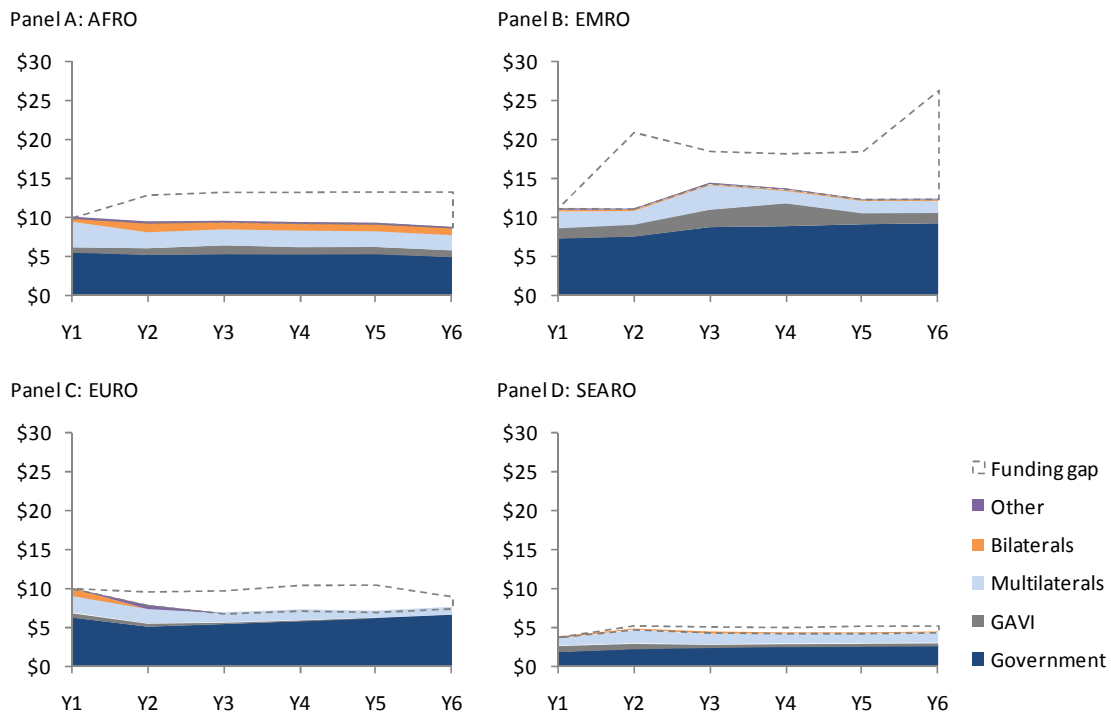 Panel A: AFRO
$30
$25
$20
$15
$10
$5
$0
Y1 Y2 Y3 Y4 Y5 Y6
Panel B: EMRO
$30
$25
$20
$15
$10
$5
$0
Y1 Y2 Y3 Y4 Y5 Y6
Panel C: EURO
$30
$25
$20
$15
$10
$5
$0
Y1 Y2 Y3 Y4 Y5 Y6
Panel D: SEARO
$30
$25
$20
$15
$10
$5
$0
Y1 Y2 Y3 Y4 Y5 Y6
Funding gap
Other
Bilaterals
Multilaterals
GAVI
Government